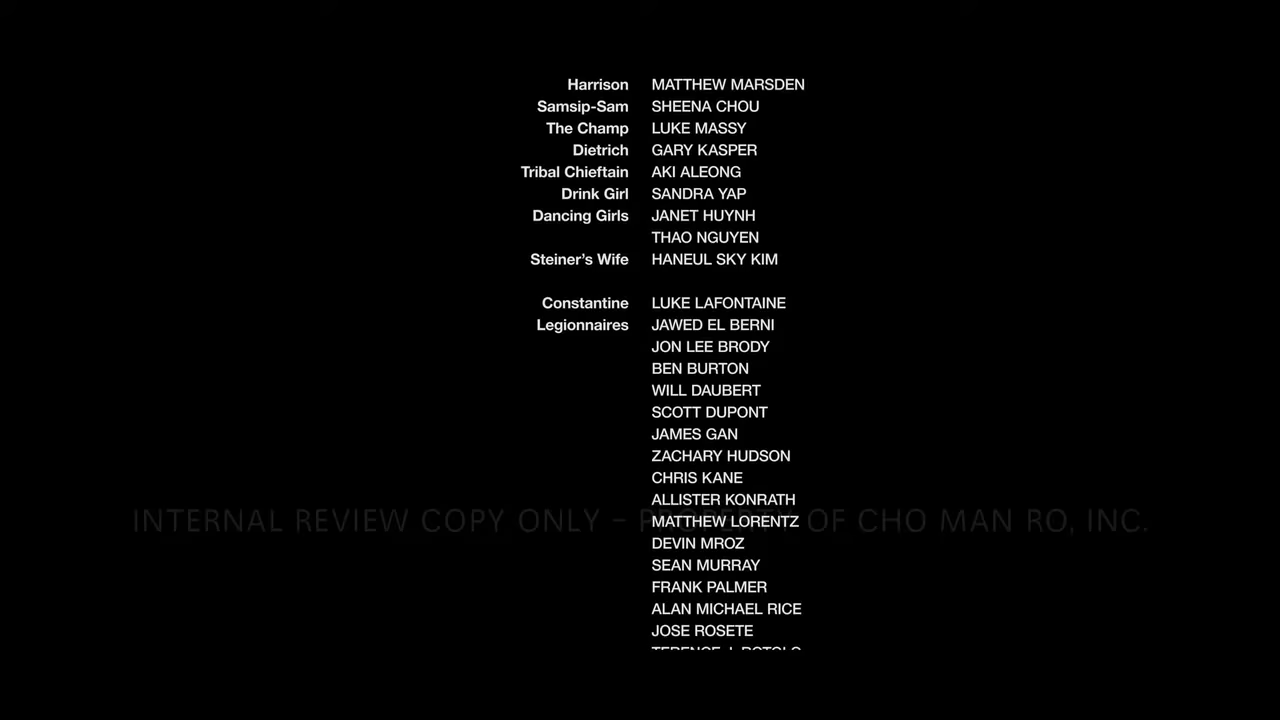 Harrison MATTHEW MARSDEN
Samsip-Sam SHEENA CHOU
The Champ LUKE MASSY
Dietrich GARY KASPER
Tribal Chieftain AKI ALEONG
Drink Girl SANDRA YAP
Dancing Girls JANET HUYNH
THAO NGUYEN
Steiner's Wife HANEUL SKY KIM
Constantine LUKE LAFONTAINE
Legionnaires JAWED EL BERNI
JON LEE BRODY
BEN BURTON
WILL DAUBERT
SCOTT DUPONT
JAMES GAN
ZACHARY HUDSON
CHRIS KANE
ALLISTER KONRATH
INTERNAL REVIEW COPY ONLY – PROPERTY OF CHO MAN RO, INC.
MATTHEW LORENTZ
DEVIN MROZ
SEAN MURRAY
FRANK PALMER
ALAN MICHAEL RICE
JOSE ROSETE